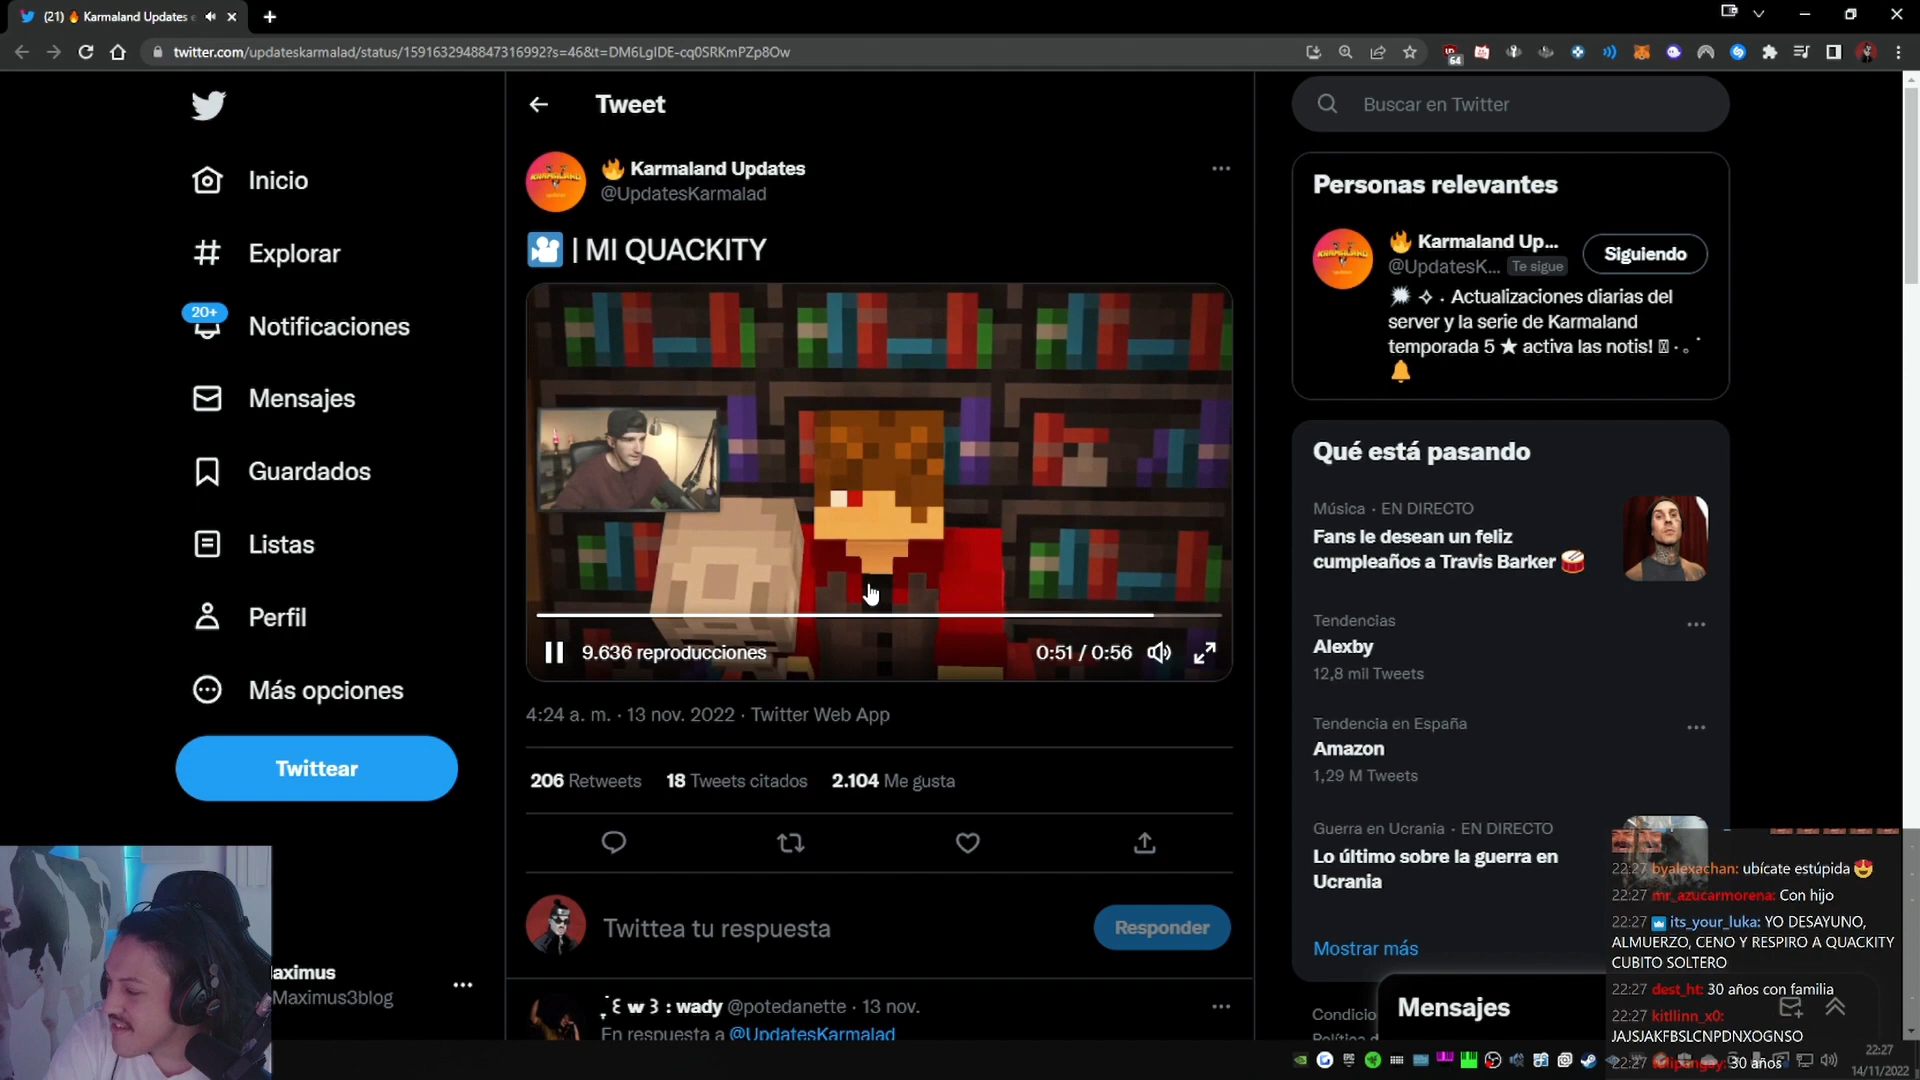 (21) 🔥 Karmaland Updates
twitter.com/updateskarmalad/status/1591632948847316992?s=46&t=DM6LgIDE-cq0SRKmPZp8Ow
64
Inicio
Explorar
20+
Notificaciones
Mensajes
Guardados
Listas
Perfil
Más opciones
Twittear
aximus
Maximus3blog
Tweet
🔥 Karmaland Updates
@UpdatesKarmalad
🎦 | MI QUACKITY
9.636 reproducciones
0:51 / 0:56
4:24 a. m. · 13 nov. 2022 · Twitter Web App
206 Retweets 18 Tweets citados 2.104 Me gusta
Twittea tu respuesta
Responder
: wady @potedanette · 13 nov.
En respuesta a @UpdatesKarmalad
Buscar en Twitter
Personas relevantes
🔥 Karmaland Up...
@UpdatesK... Te sigue
Siguiendo
Actualizaciones diarias del
server y la serie de Karmaland
temporada 5 ★ activa las notis!
🔔
Qué está pasando
Música · EN DIRECTO
Fans le desean un feliz
cumpleaños a Travis Barker 🥁
Tendencias
Alexby
12,8 mil Tweets
Tendencia en España
Amazon
1,29 M Tweets
Guerra en Ucrania · EN DIRECTO
Lo último sobre la guerra en
Ucrania
Mostrar más
Condicio
Mensajes
22:27 byalexachan: ubícate estúpida 😍
22:27 mr_azucarmorena: Con hijo
22:27 its_your_luka: YO DESAYUNO,
ALMUERZO, CENO Y RESPIRO A QUACKITY
CUBITO SOLTERO
22:27 dest_ht: 30 años con familia
22:27 kitllinn_x0:
JAJSJAKFBSLCNPDNXOGNSO
22:27 30 años
22:27
14/11/2022